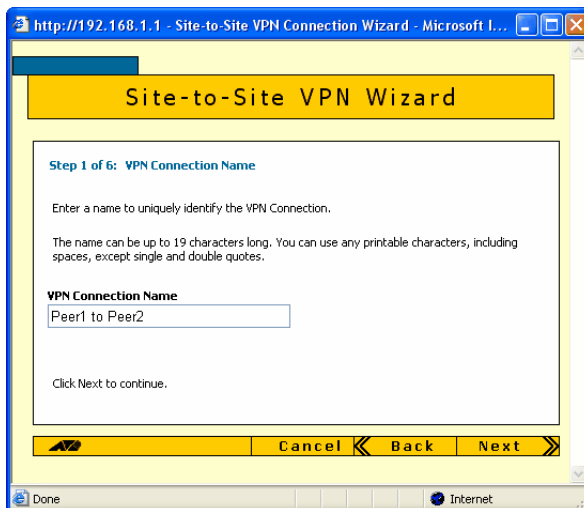 http://192.168.1.1 - Site-to-Site VPN Connection Wizard - Microsoft I...
Site-to-Site VPN Wizard
Step 1 of 6: VPN Connection Name
Enter a name to uniquely identify the VPN Connection.
The name can be up to 19 characters long. You can use any printable characters, including
spaces, except single and double quotes.
VPN Connection Name
Peer1 to Peer2
Click Next to continue.
Cancel Back Next
Done Internet